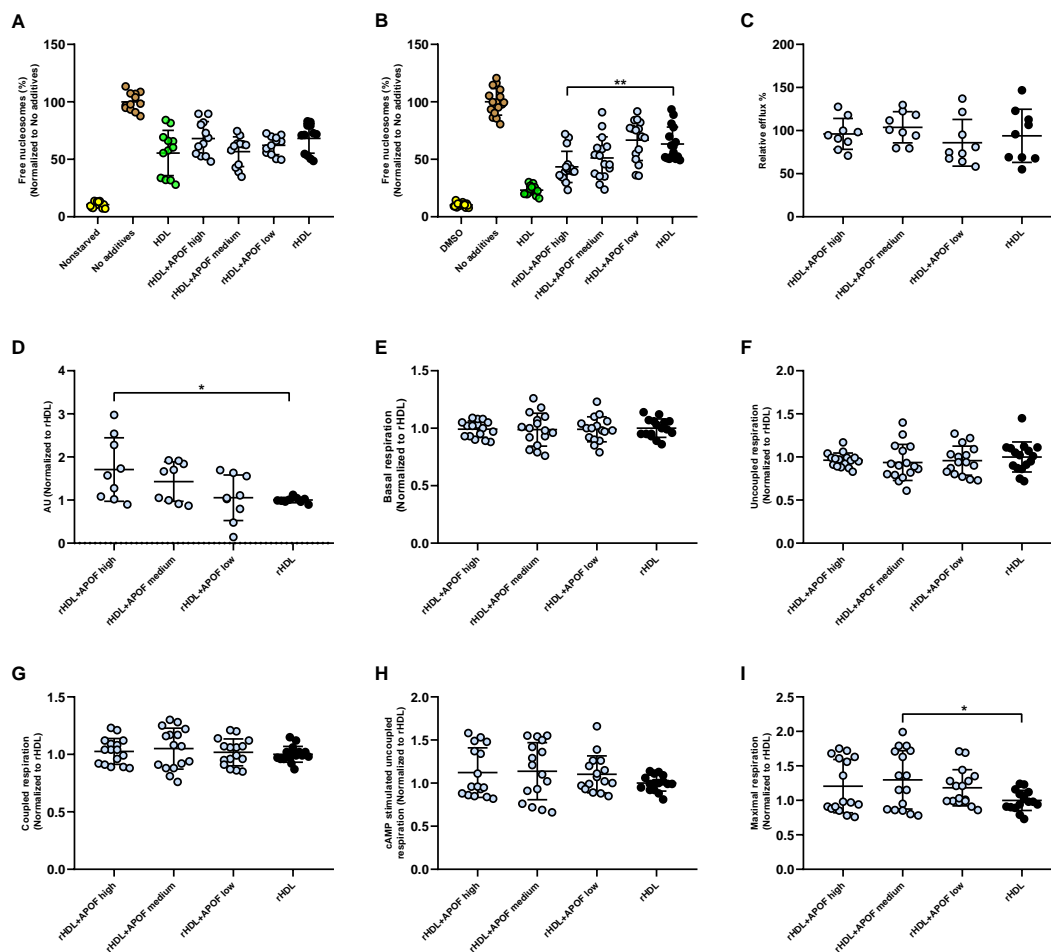 A
Free nucleosomes (%)
(Normalized to No additives)
150
100
50
0
Nonstarved
No additives
HDL
rHDL+APOF high
rHDL+APOF medium
rHDL+APOF low
rHDL
B
Free nucleosomes (%)
(Normalized to No additives)
150
100
50
0
**
DMSO
No additives
HDL
rHDL+APOF high
rHDL+APOF medium
rHDL+APOF low
rHDL
C
Relative efflux %
200
150
100
50
0
rHDL+APOF high
rHDL+APOF medium
rHDL+APOF low
rHDL
D
AU (Normalized to rHDL)
4
3
2
1
0
*
rHDL+APOF high
rHDL+APOF medium
rHDL+APOF low
rHDL
E
Basal respiration
(Normalized to rHDL)
1.5
1.0
0.5
0.0
rHDL+APOF high
rHDL+APOF medium
rHDL+APOF low
rHDL
F
Uncoupled respiration
(Normalized to rHDL)
2.0
1.5
1.0
0.5
0.0
rHDL+APOF high
rHDL+APOF medium
rHDL+APOF low
rHDL
G
Coupled respiration
(Normalized to rHDL)
1.5
1.0
0.5
0.0
rHDL+APOF high
rHDL+APOF medium
rHDL+APOF low
rHDL
H
cAMP stimulated uncoupled
respiration (Normalized to rHDL)
2.0
1.5
1.0
0.5
0.0
rHDL+APOF high
rHDL+APOF medium
rHDL+APOF low
rHDL
I
Maximal respiration
(Normalized to rHDL)
2.5
2.0
1.5
1.0
0.5
0.0
*
rHDL+APOF high
rHDL+APOF medium
rHDL+APOF low
rHDL